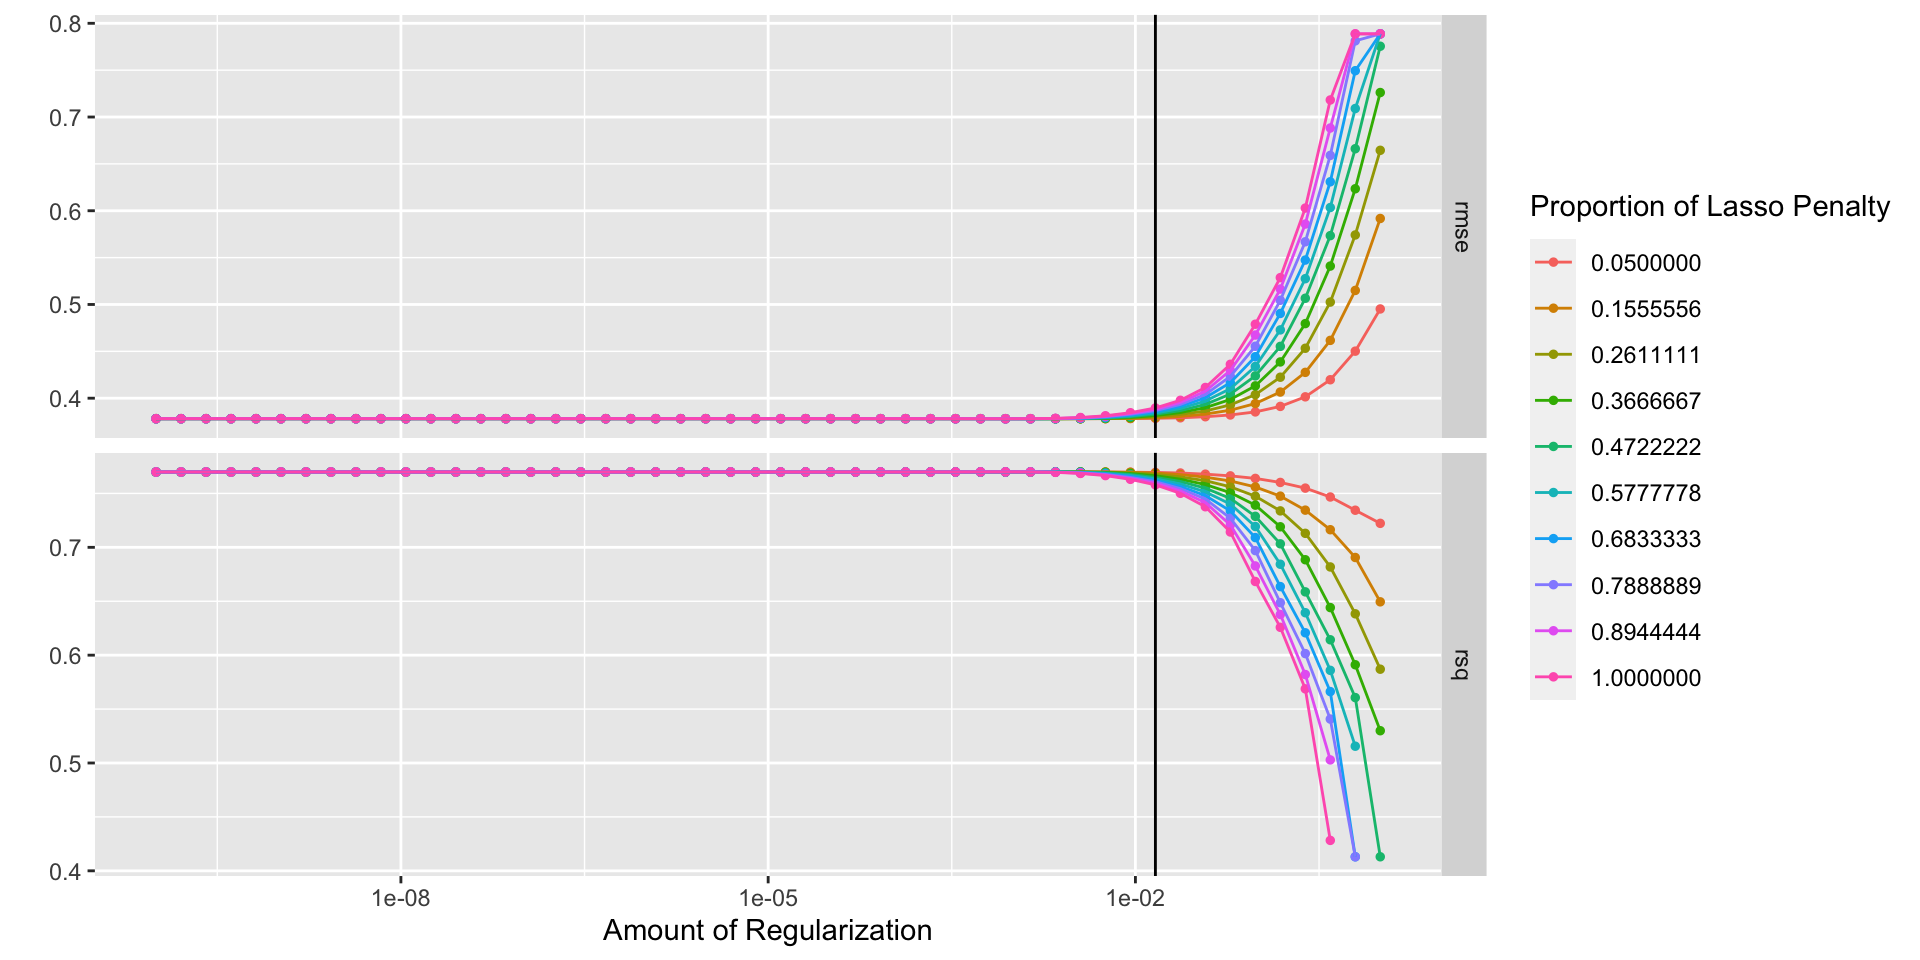 0.8
0.7
0.6
0.5
0.4
rmse
0.7
0.6
0.5
0.4
rsq
1e-08
1e-05
1e-02
Amount of Regularization
Proportion of Lasso Penalty
0.0500000
0.1555556
0.2611111
0.3666667
0.4722222
0.5777778
0.6833333
0.7888889
0.8944444
1.0000000